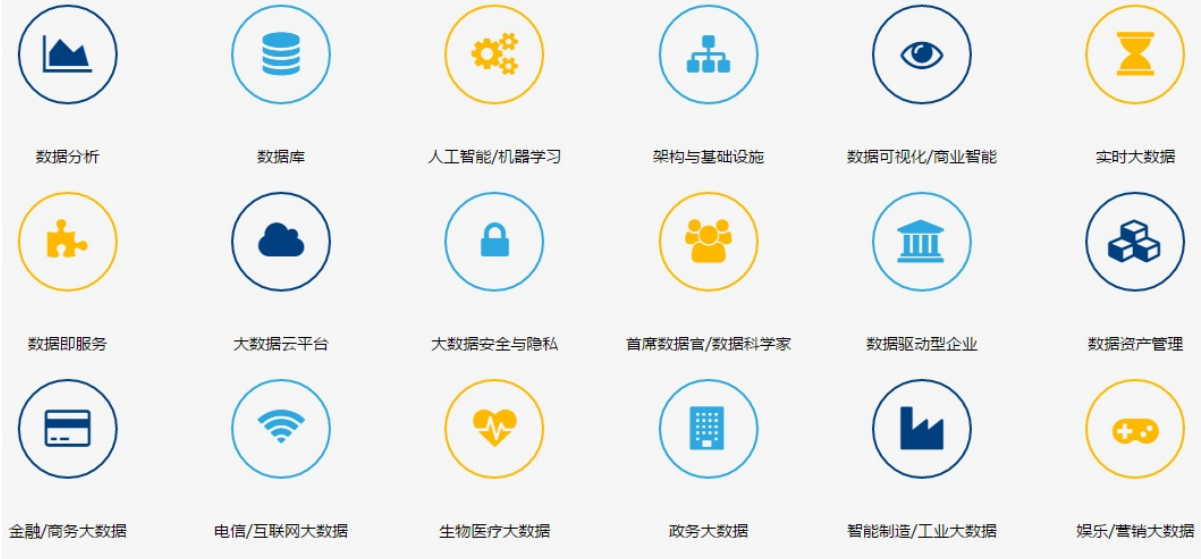 数据分析
数据库
人工智能/机器学习
架构与基础设施
数据可视化/商业智能
实时大数据
数据即服务
大数据云平台
大数据安全与隐私
首席数据官/数据科学家
数据驱动型企业
数据资产管理
金融/商务大数据
电信/互联网大数据
生物医疗大数据
政务大数据
智能制造/工业大数据
娱乐/营销大数据